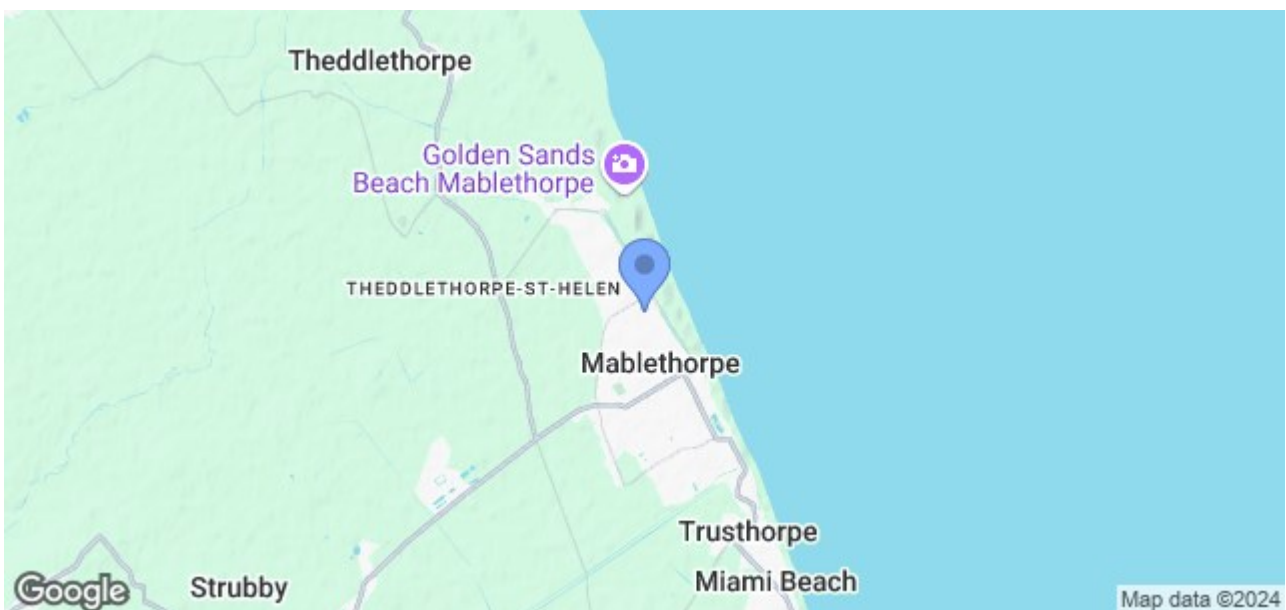 Theddlethorpe
Golden Sands
Beach Mablethorpe
THEDDLETHORPE-ST-HELEN
Mablethorpe
Trusthorpe
Miami Beach
Strubby
Google
Map data ©2024